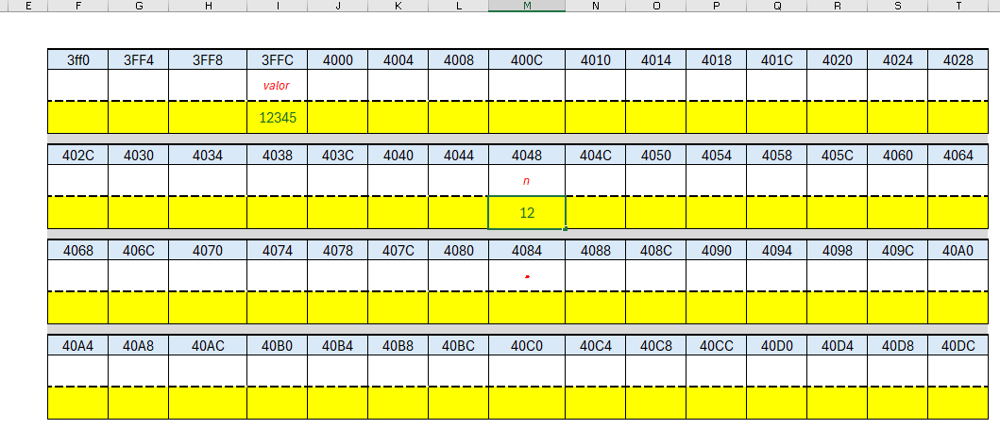 E F G H I J K L M N O P Q R S T
3ff0 3FF4 3FF8 3FFC 4000 4004 4008 400C 4010 4014 4018 401C 4020 4024 4028
valor
12345
402C 4030 4034 4038 403C 4040 4044 4048 404C 4050 4054 4058 405C 4060 4064
n
12
4068 406C 4070 4074 4078 407C 4080 4084 4088 408C 4090 4094 4098 409C 40A0
40A4 40A8 40AC 40B0 40B4 40B8 40BC 40C0 40C4 40C8 40CC 40D0 40D4 40D8 40DC